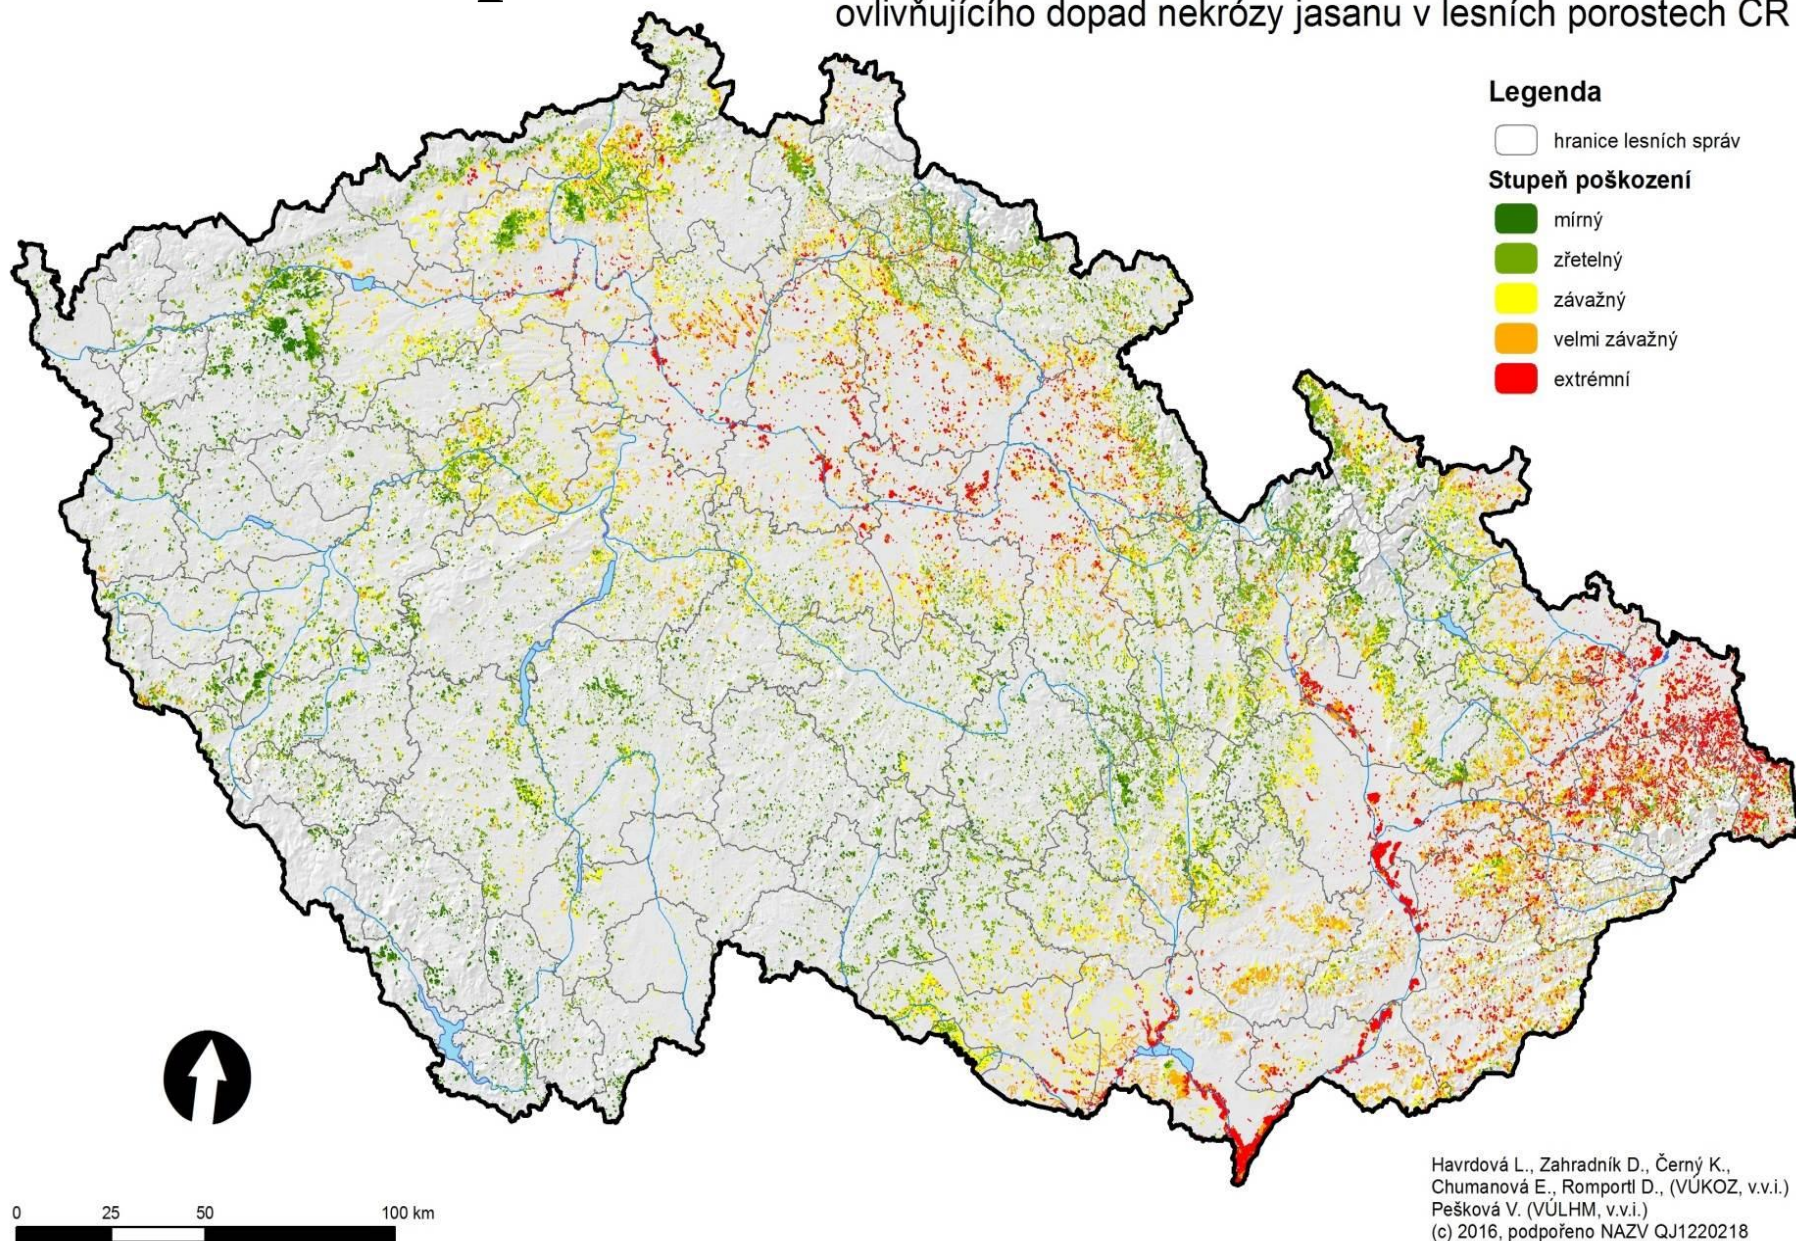 ovlivňujícího dopad nekrózy jasanu v lesních porostech ČR
Legenda
hranice lesních správ
Stupeň poškození
mírný
zřetelný
závažný
velmi závažný
extrémní
0 25 50 100 km
Havrdová L., Zahradník D., Černý K.,
Chumanová E., Romportl D., (VÚKOZ, v.v.i.)
Pešková V. (VÚLHM, v.v.i.)
(c) 2016, podpořeno NAZV QJ1220218